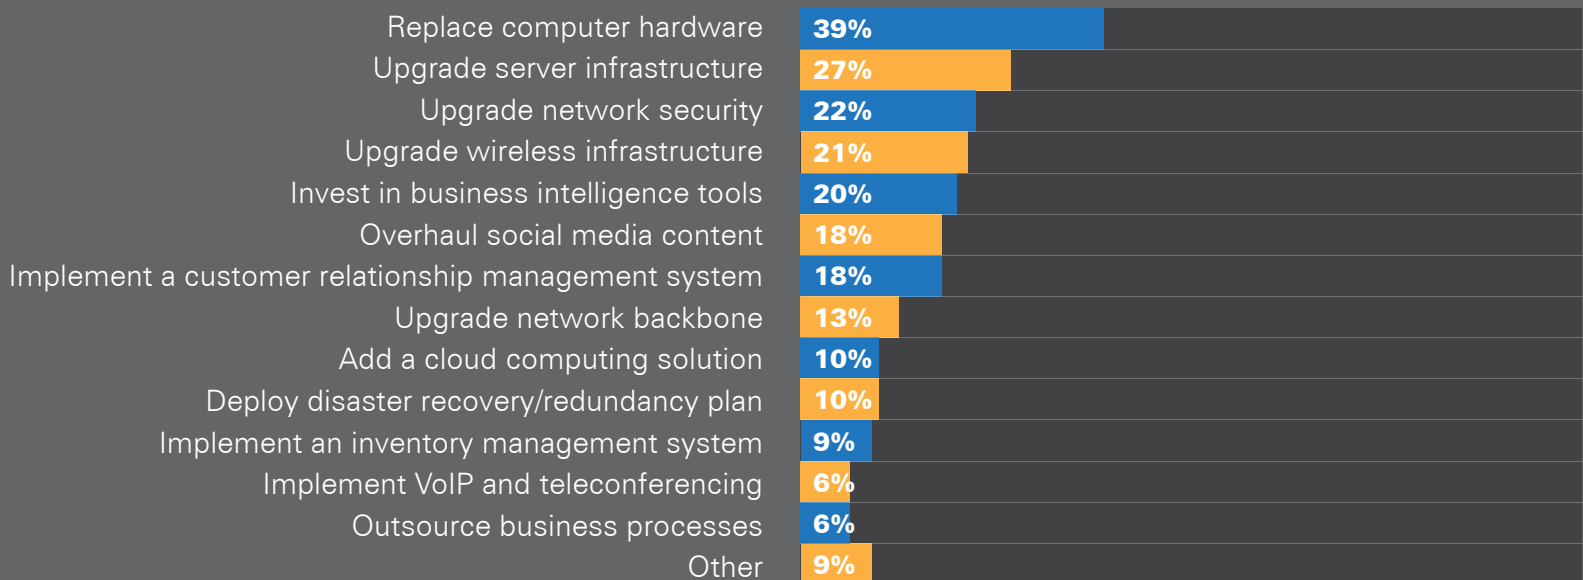 Replace computer hardware 39%
Upgrade server infrastructure 27%
Upgrade network security 22%
Upgrade wireless infrastructure 21%
Invest in business intelligence tools 20%
Overhaul social media content 18%
Implement a customer relationship management system 18%
Upgrade network backbone 13%
Add a cloud computing solution 10%
Deploy disaster recovery/redundancy plan 10%
Implement an inventory management system 9%
Implement VoIP and teleconferencing 6%
Outsource business processes 6%
Other 9%